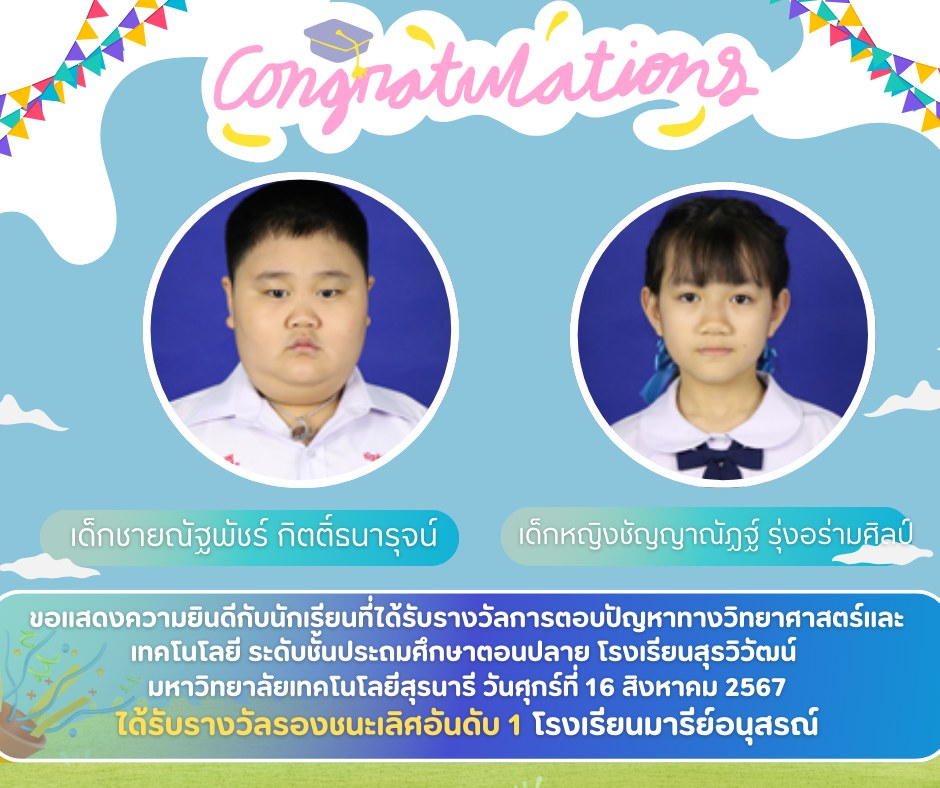 Congratulations
เด็กชายณัฐพัชร์ กิตติ์ธนารุจน์
เด็กหญิงชัญญาณัฏฐ์ รุ่งอร่ามศิลป์
ขอแสดงความยินดีกับนักเรียนที่ได้รับรางวัลการตอบปัญหาทางวิทยาศาสตร์และ
เทคโนโลยี ระดับชั้นประถมศึกษาตอนปลาย โรงเรียนสุรวิวัฒน์
มหาวิทยาลัยเทคโนโลยีสุรนารี วันศุกร์ที่ 16 สิงหาคม 2567
ได้รับรางวัลรองชนะเลิศอันดับ 1 โรงเรียนมารีย์อนุสรณ์